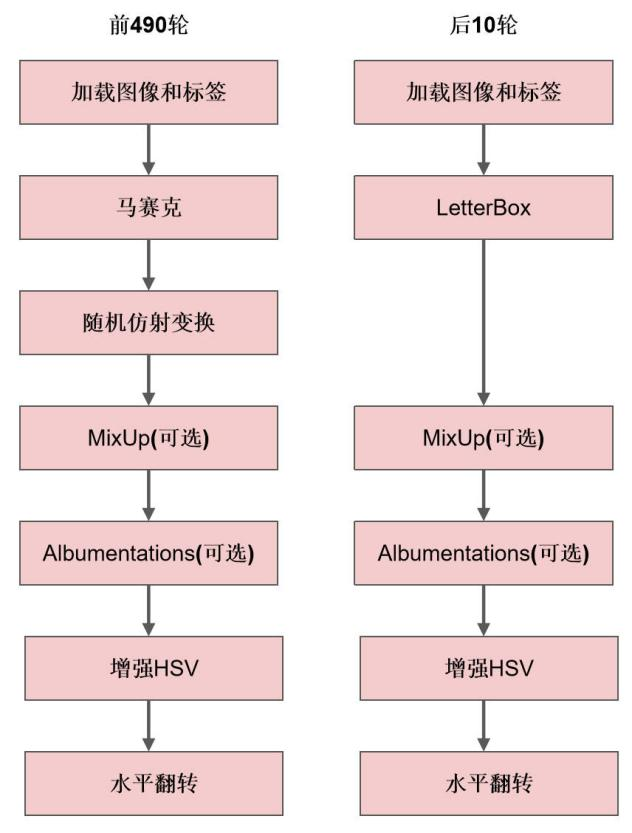 前490轮
加载图像和标签
马赛克
随机仿射变换
MixUp(可选)
Albumentations(可选)
增强HSV
水平翻转
后10轮
加载图像和标签
LetterBox
MixUp(可选)
Albumentations(可选)
增强HSV
水平翻转